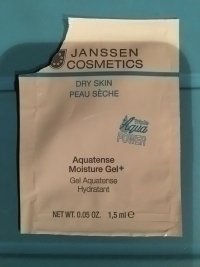 JANSSEN
COSMETICS
DRY SKIN
PEAU SÈCHE
Triple
Aqua
POWER
Aquatense
Moisture Gel+
Gel Aquatense
Hydratant
NET WT. 0.05 OZ. 1,5 ml ℮